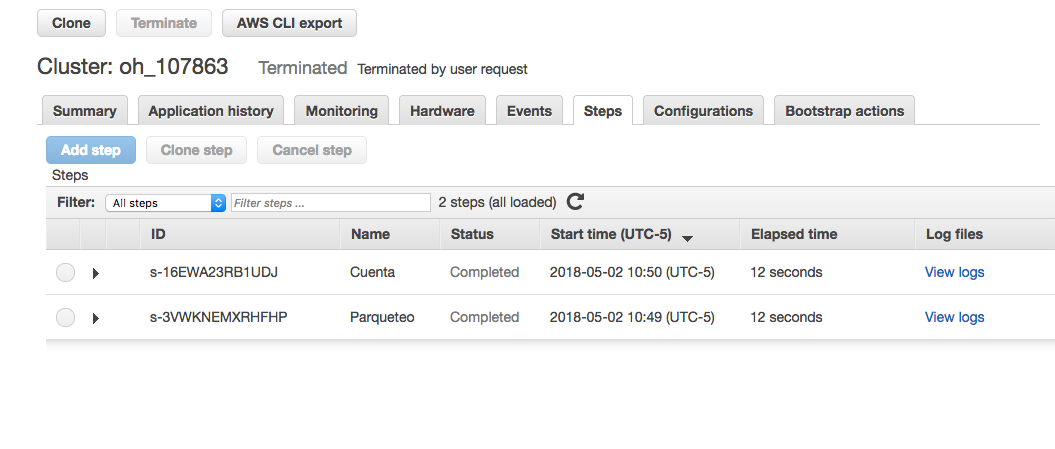 Clone Terminate AWS CLI export
Cluster: oh_107863 Terminated Terminated by user request
Summary Application history Monitoring Hardware Events Steps Configurations Bootstrap actions
Add step Clone step Cancel step
Steps
Filter: All steps Filter steps ... 2 steps (all loaded)
ID Name Status Start time (UTC-5) Elapsed time Log files
s-16EWA23RB1UDJ Cuenta Completed 2018-05-02 10:50 (UTC-5) 12 seconds View logs
s-3VWKNEMXRHFHP Parqueteo Completed 2018-05-02 10:49 (UTC-5) 12 seconds View logs